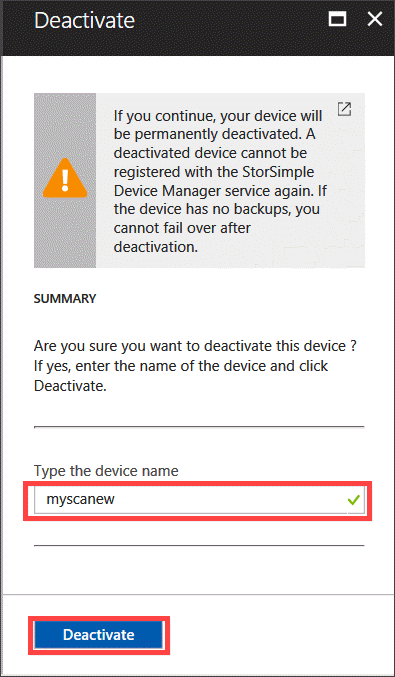 Deactivate
If you continue, your device will
be permanently deactivated. A
deactivated device cannot be
registered with the StorSimple
Device Manager service again. If
the device has no backups, you
cannot fail over after
deactivation.
SUMMARY
Are you sure you want to deactivate this device ?
If yes, enter the name of the device and click
Deactivate.
Type the device name
myscanew
Deactivate